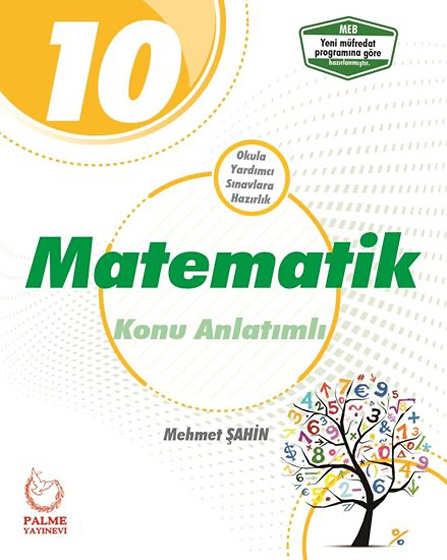 10
MEB
Yeni müfredat
programına göre
hazırlanmıştır.
Okula
Yardımcı
Sınavlara
Hazırlık
Matematik
Konu Anlatımlı
Mehmet ŞAHİN
PALME
YAYINEVİ